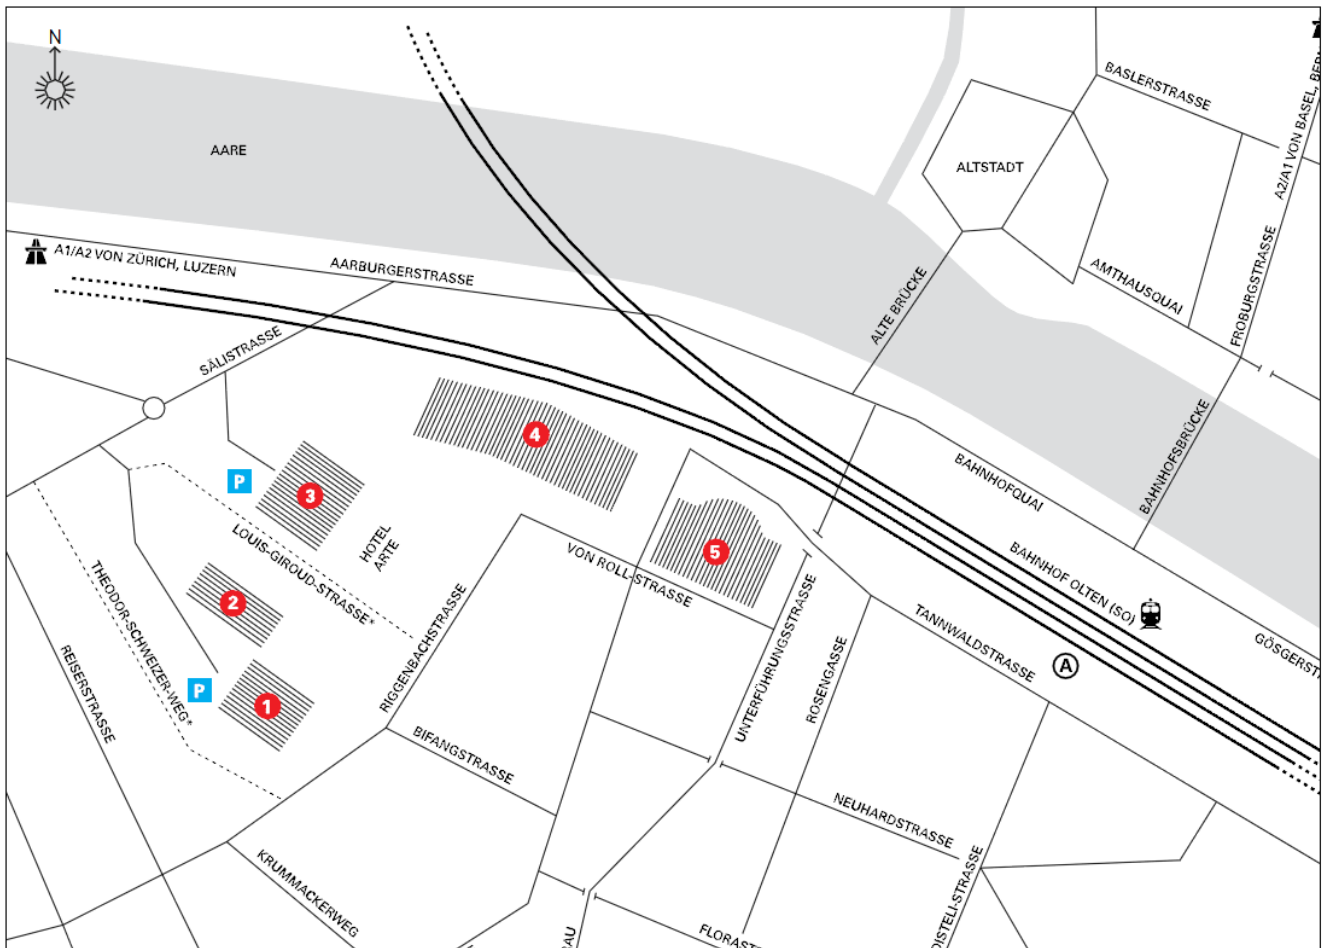 N
BASLERSTRASSE
A2/A1 VON BASEL, BERN
AARE
ALTSTADT
A1/A2 VON ZÜRICH, LUZERN
AARBURGERSTRASSE
ALTE BRÜCKE
AMTHAUSQUAI
FROBURGSTRASSE
SÄLISTRASSE
4
BAHNHOFQUAI
BAHNHOFSBRÜCKE
P
3
HOTEL
ARTE
5
LOUIS-GIROUD-STRASSE*
VON ROLL-STRASSE
BAHNHOF OLTEN (SO)
THEODOR-SCHWEIZER-WEG*
2
RIGGENBACHSTRASSE
UNTERFÜHRUNGSSTRASSE
ROSENGASSE
TANNWALDSTRASSE
A
GÖSGERST
REISERSTRASSE
P
1
BIFANGSTRASSE
NEUHARDSTRASSE
KRUMMACKERWEG
AU
FLORAST
DISTELI-STRASSE